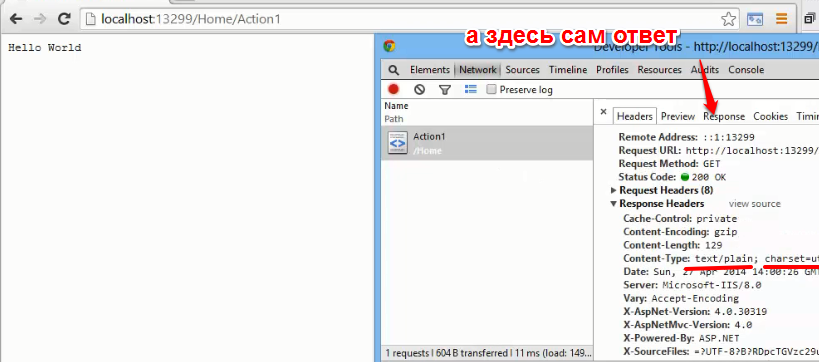 localhost:13299/Home/Action1
а здесь сам ответ
Hello World
Developer Tools - http://localhost:13299/
Elements Network Sources Timeline Profiles Resources Audits Console
Preserve log
Name
Path
Headers Preview Response Cookies Timin
Action1
/Home
Remote Address: ::1:13299
Request URL: http://localhost:13299/
Request Method: GET
Status Code: 200 OK
Request Headers (8)
Response Headers view source
Cache-Control: private
Content-Encoding: gzip
Content-Length: 129
Content-Type: text/plain; charset=ut
Date: Sun, 27 Apr 2014 14:00:26 GM
Server: Microsoft-IIS/8.0
Vary: Accept-Encoding
X-AspNet-Version: 4.0.30319
X-AspNetMvc-Version: 4.0
X-Powered-By: ASP.NET
X-SourceFiles: =?UTF-8?B?RDpcTGVzc29u
1 requests | 604 B transferred | 11 ms (load: 149...